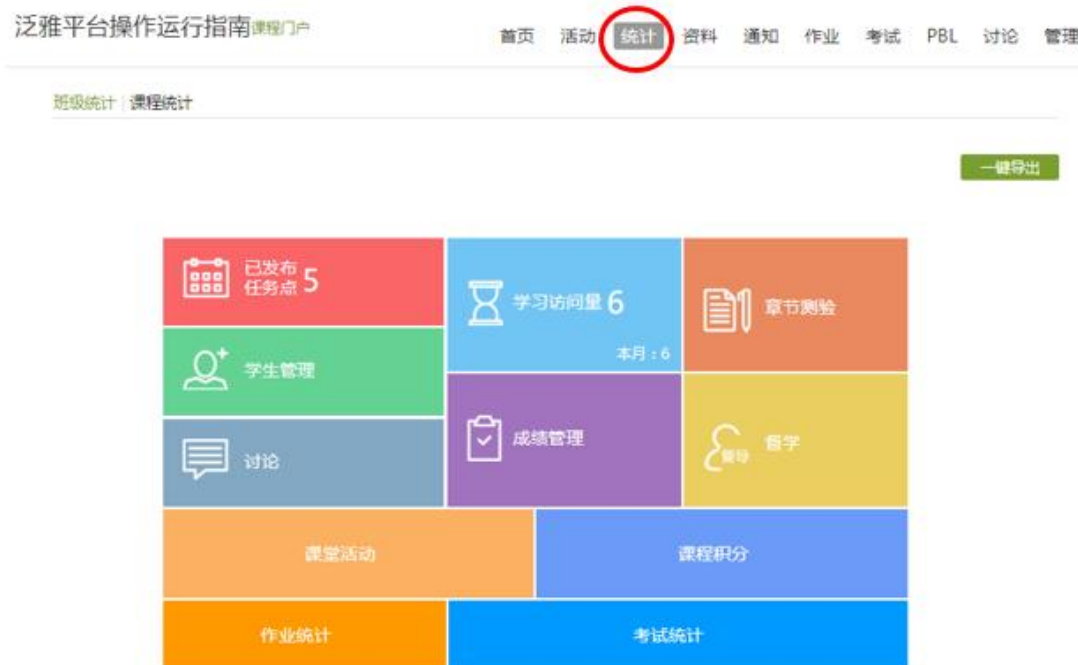 泛雅平台操作运行指南课程门户
首页 活动 统计 资料 通知 作业 考试 PBL 讨论 管理
班级统计 | 课程统计
一键导出
已发布
任务点 5
学习访问量 6
本月：6
章节测验
学生管理
讨论
成绩管理
督导
督学
课堂活动
课程积分
作业统计
考试统计